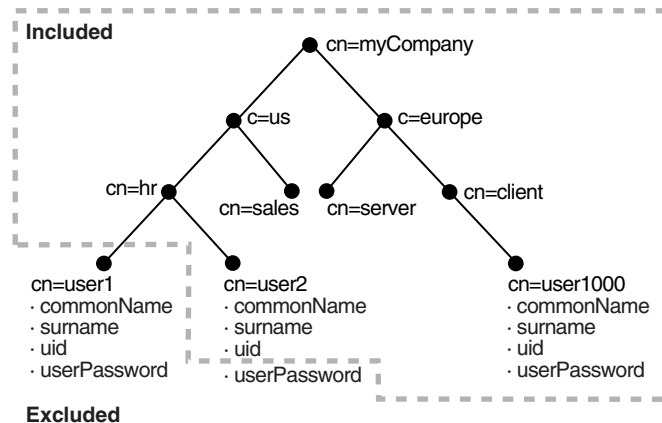 Included
cn=myCompany
c=us
c=europe
cn=hr
cn=sales
cn=server
cn=client
cn=user1
· commonName
· surname
· uid
· userPassword
cn=user2
· commonName
· surname
· uid
· userPassword
cn=user1000
· commonName
· surname
· uid
· userPassword
Excluded